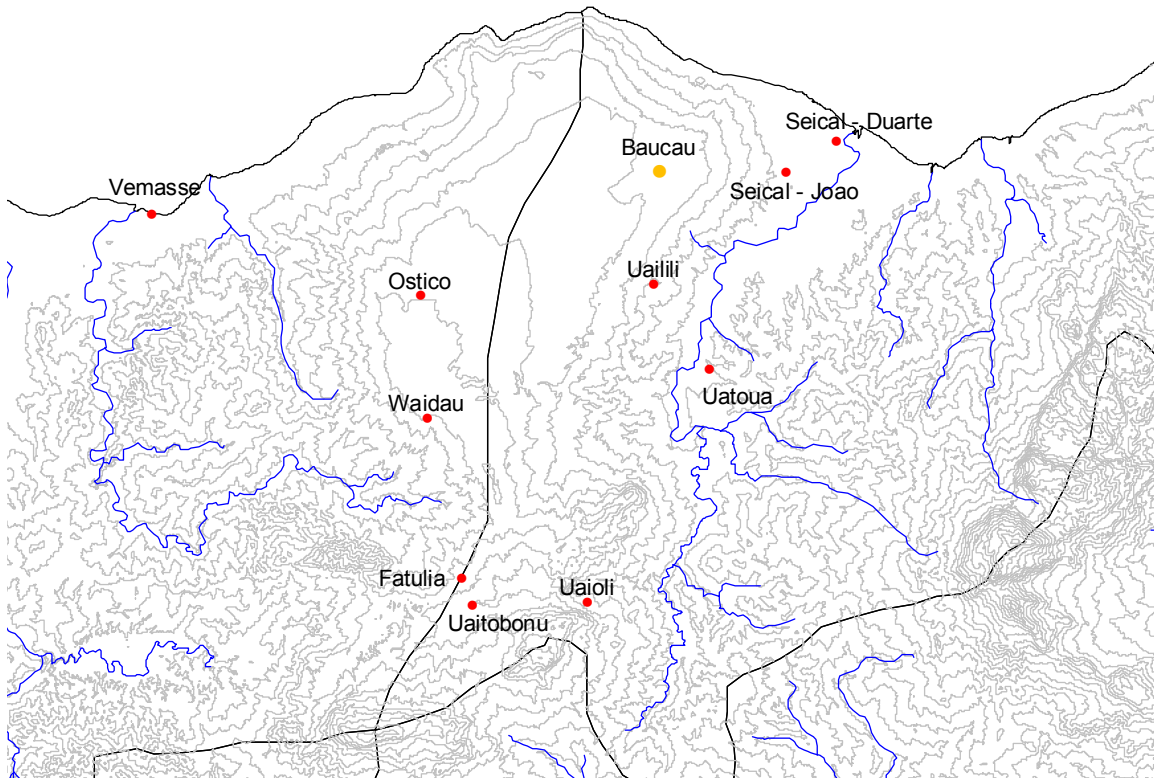 Seical - Duarte
Baucau
Vemasse
Seical - Joao
Uailili
Ostico
Uatoua
Waidau
Fatulia
Uaioli
Uaitobonu